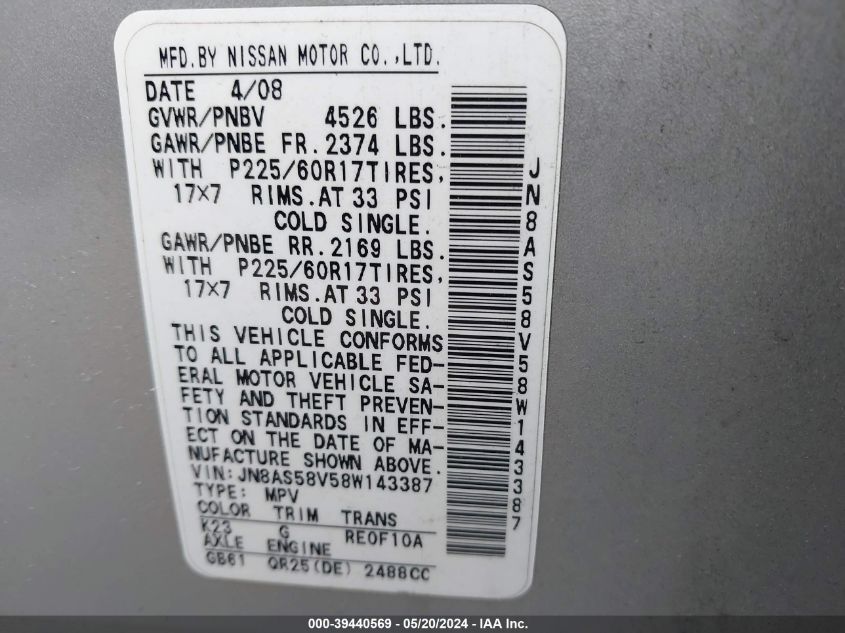 MFD.BY NISSAN MOTOR CO.,LTD.
DATE 4/08
GVWR/PNBV 4526 LBS.
GAWR/PNBE FR.2374 LBS.
WITH P225/60R17TIRES,
17×7 RIMS.AT 33 PSI
COLD SINGLE.
GAWR/PNBE RR.2169 LBS.
WITH P225/60R17TIRES,
17×7 RIMS.AT 33 PSI
COLD SINGLE.
THIS VEHICLE CONFORMS
TO ALL APPLICABLE FED-
ERAL MOTOR VEHICLE SA-
FETY AND THEFT PREVEN-
TION STANDARDS IN EFF-
ECT ON THE DATE OF MA-
NUFACTURE SHOWN ABOVE.
VIN:JN8AS58V58W143387
TYPE: MPV
COLOR TRIM TRANS
K23 G RE0F10A
AXLE ENGINE
GB61 QR25(DE) 2488CC
JN8AS58V58W143387
000-39440569 — 05/20/2024 - IAA Inc.